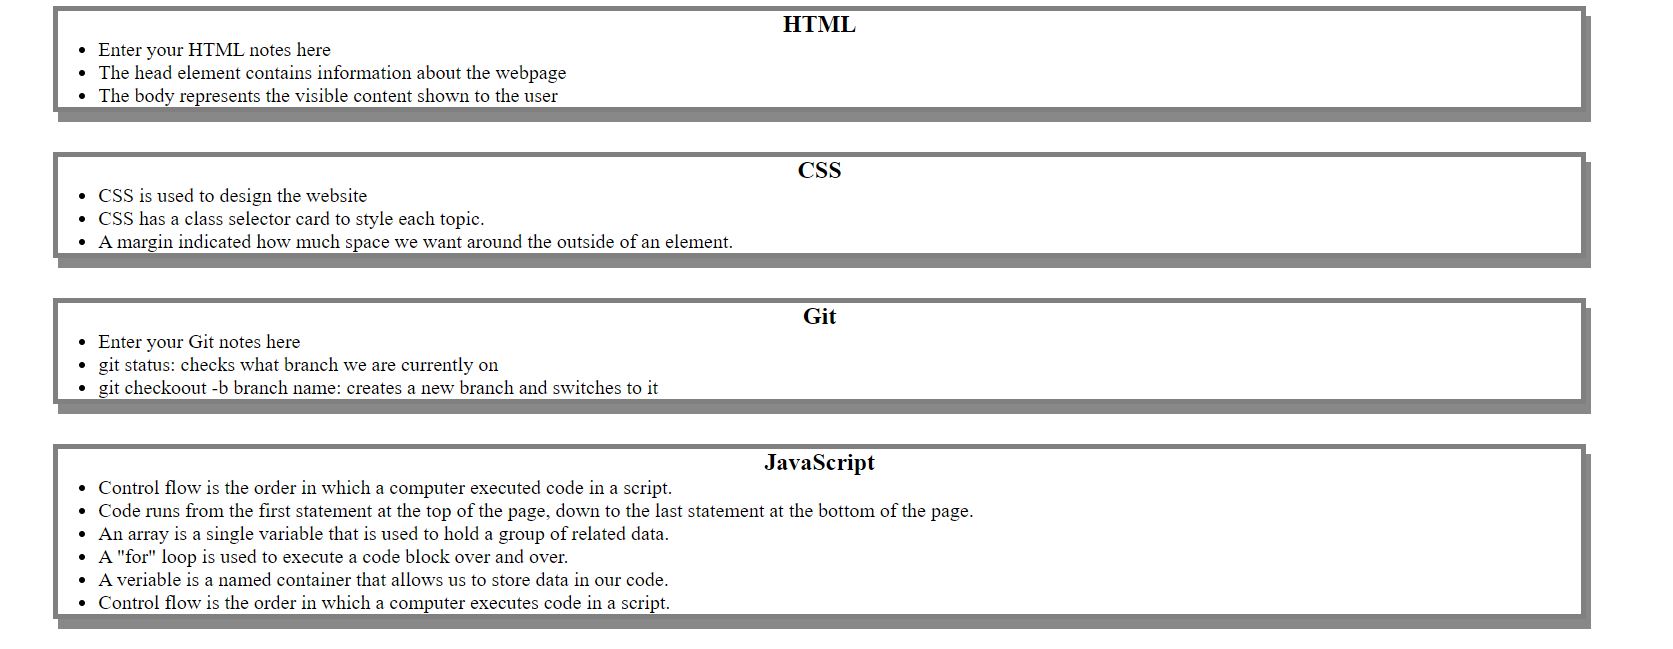 HTML
Enter your HTML notes here
The head element contains information about the webpage
The body represents the visible content shown to the user
CSS
CSS is used to design the website
CSS has a class selector card to style each topic.
A margin indicated how much space we want around the outside of an element.
Git
Enter your Git notes here
git status: checks what branch we are currently on
git checkoout -b branch name: creates a new branch and switches to it
JavaScript
Control flow is the order in which a computer executed code in a script.
Code runs from the first statement at the top of the page, down to the last statement at the bottom of the page.
An array is a single variable that is used to hold a group of related data.
A "for" loop is used to execute a code block over and over.
A veriable is a named container that allows us to store data in our code.
Control flow is the order in which a computer executes code in a script.